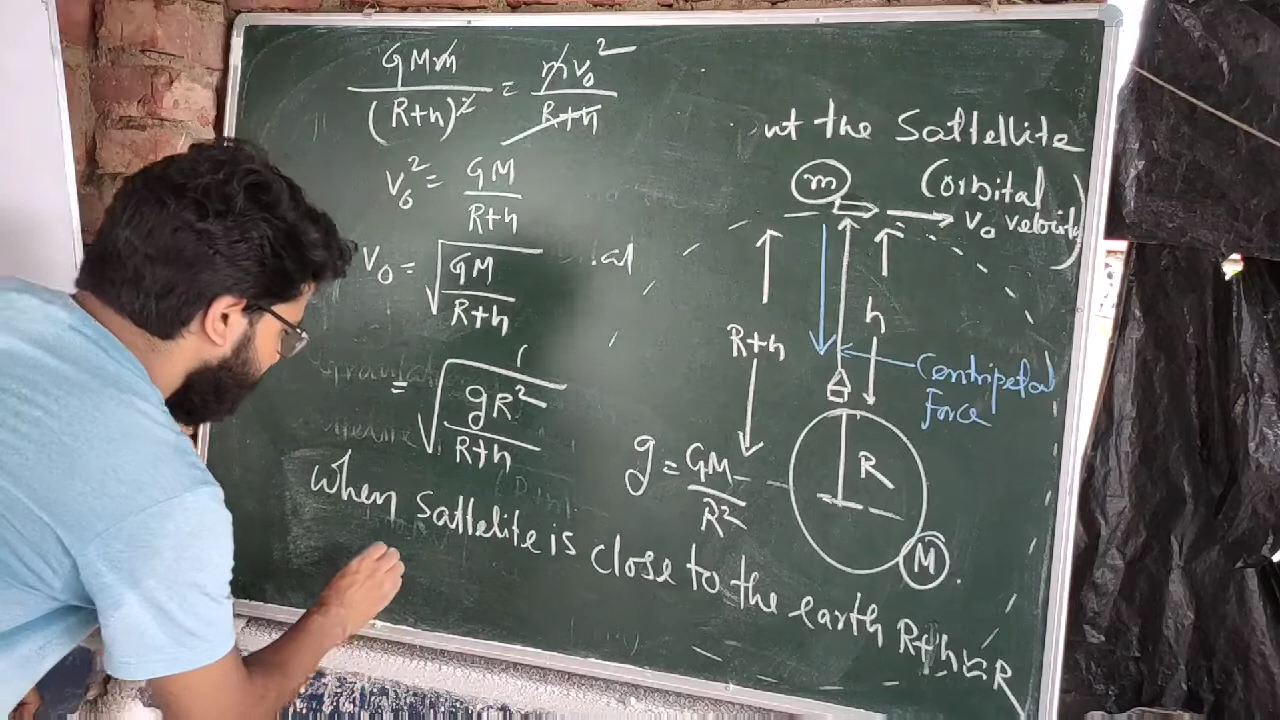 GMm/(R+h)² = mv₀²/R+h
v₀² = GM/R+h
v₀ = √(GM/R+h)
= √(gR²/R+h)
When Sattelite is close to the earth R+h ≃ R
g = GM/R²
ut the Sattellite
(orbital
v₀ velocity)
m
h
R+h
Centripetal
Force
R
M